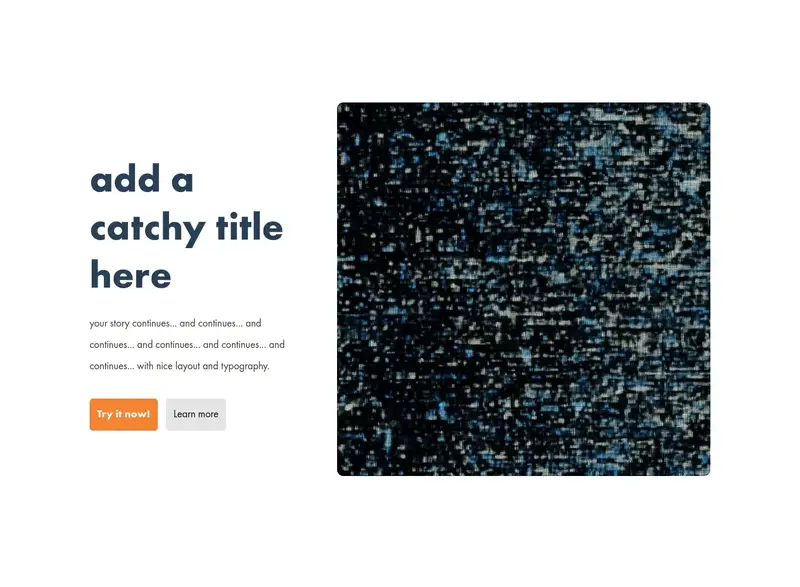 add a
catchy title
here
your story continues... and continues... and
continues... and continues... and continues... and
continues... with nice layout and typography.
Try it now!
Learn more